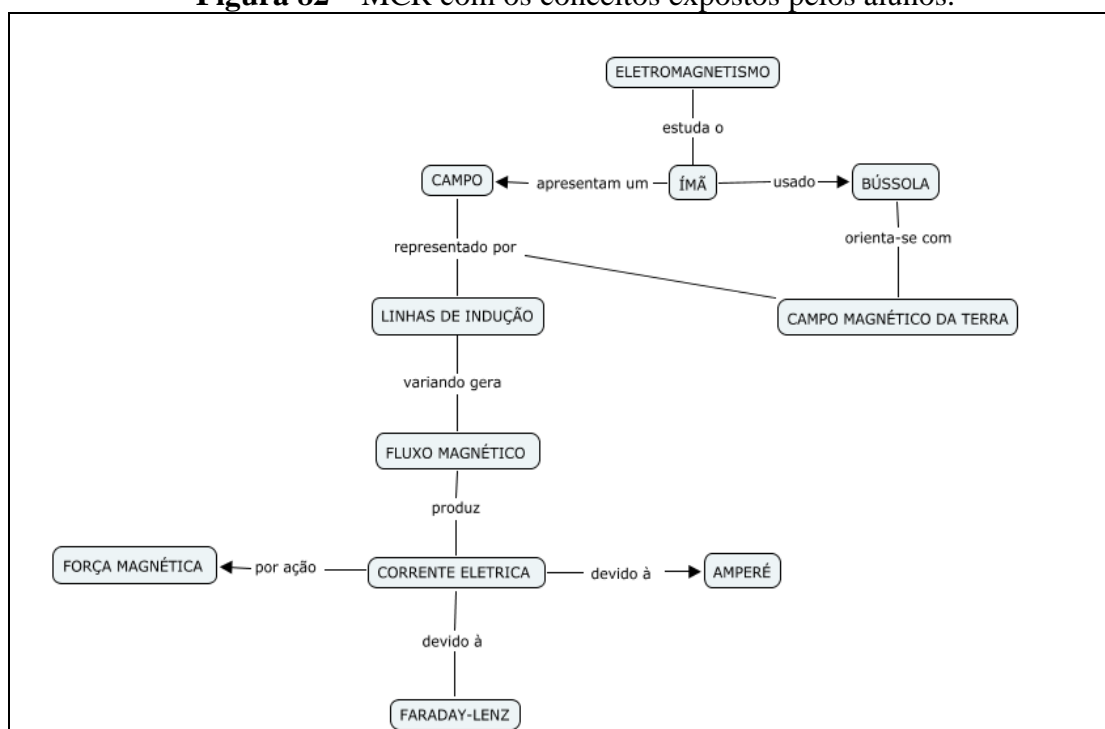 Figura 82 – MCR com os conceitos expostos pelos alunos.
ELETROMAGNETISMO
estuda o
CAMPO
apresentam um
ÍMÃ
usado
BÚSSOLA
representado por
orienta-se com
LINHAS DE INDUÇÃO
CAMPO MAGNÉTICO DA TERRA
variando gera
FLUXO MAGNÉTICO
produz
FORÇA MAGNÉTICA
por ação
CORRENTE ELETRICA
devido à
AMPERÉ
devido à
FARADAY-LENZ